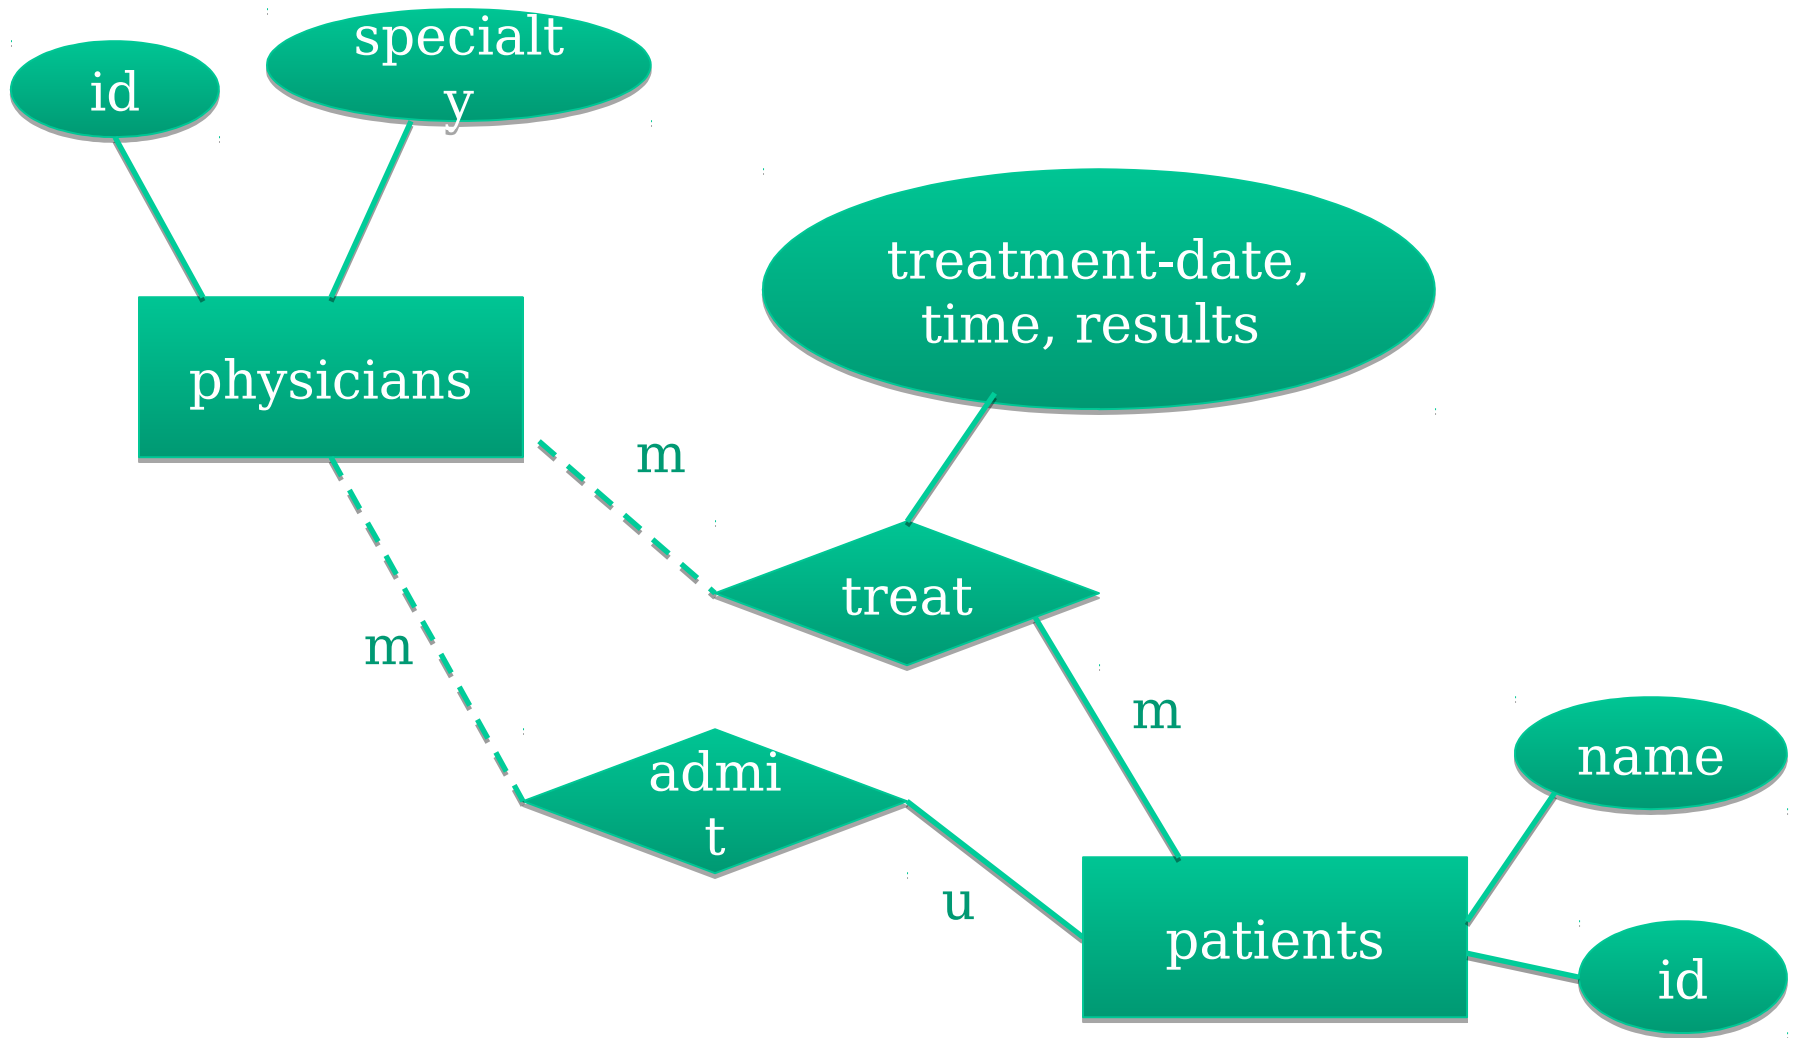 specialt
y
id
treatment-date,
time, results
physicians
m
treat
m
m
name
admi
t
u
patients
id